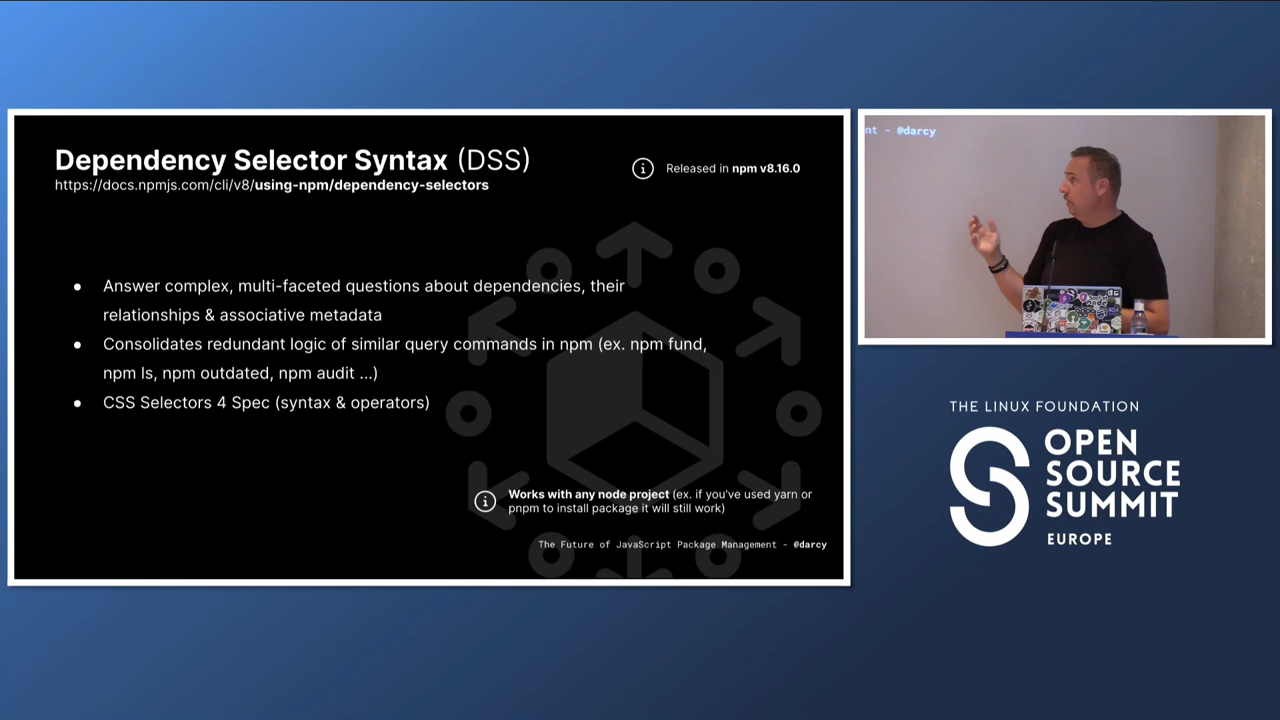 Dependency Selector Syntax (DSS)
https://docs.npmjs.com/cli/v8/using-npm/dependency-selectors
Released in npm v8.16.0
● Answer complex, multi-faceted questions about dependencies, their
relationships & associative metadata
● Consolidates redundant logic of similar query commands in npm (ex. npm fund,
npm ls, npm outdated, npm audit ...)
● CSS Selectors 4 Spec (syntax & operators)
Works with any node project (ex. if you've used yarn or
pnpm to install package it will still work)
The Future of JavaScript Package Management - @darcy
nt - @darcy
THE LINUX FOUNDATION
OPEN
SOURCE
SUMMIT
EUROPE